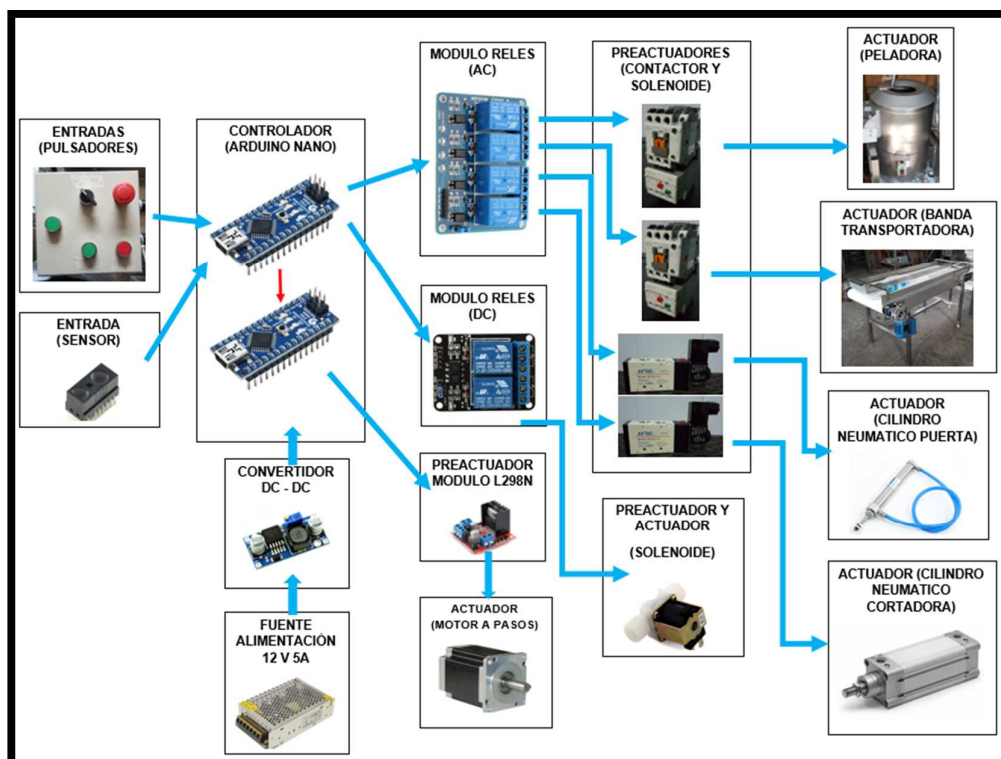 ENTRADAS
(PULSADORES)
ENTRADA
(SENSOR)
CONTROLADOR
(ARDUINO NANO)
CONVERTIDOR
DC - DC
FUENTE
ALIMENTACIÓN
12 V 5A
MODULO RELES
(AC)
MODULO RELES
(DC)
PREACTUADOR
MODULO L298N
ACTUADOR
(MOTOR A PASOS)
PREACTUADORES
(CONTACTOR Y
SOLENOIDE)
PREACTUADOR Y
ACTUADOR
(SOLENOIDE)
ACTUADOR
(PELADORA)
ACTUADOR (BANDA
TRANSPORTADORA)
ACTUADOR
(CILINDRO
NEUMATICO PUERTA)
ACTUADOR (CILINDRO
NEUMATICO
CORTADORA)